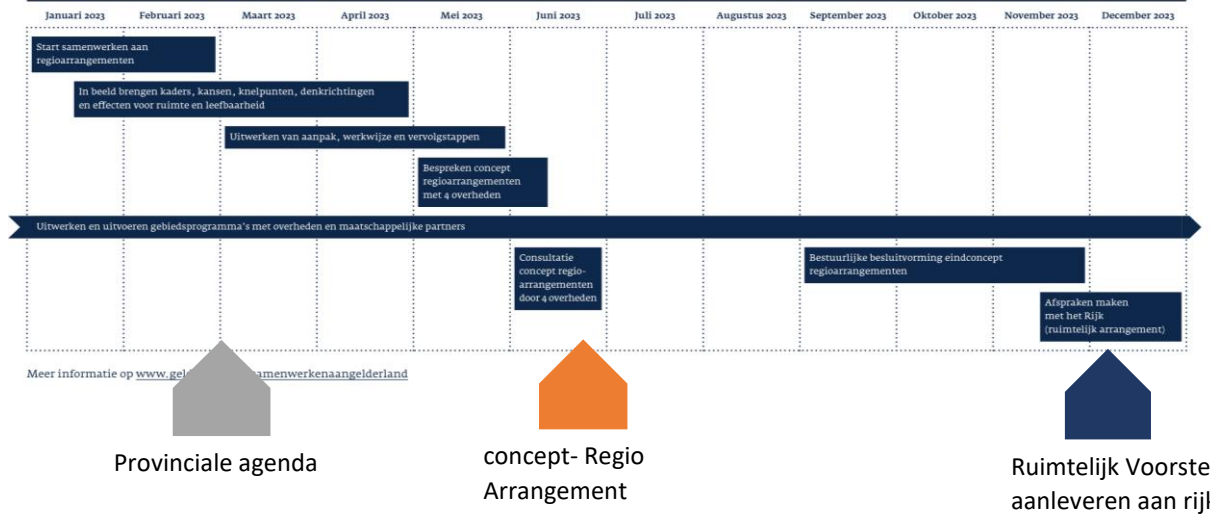 Januari 2023 Februari 2023 Maart 2023 April 2023 Mei 2023 Juni 2023 Juli 2023 Augustus 2023 September 2023 Oktober 2023 November 2023 December 2023
Start samenwerken aan
regioarrangementen
In beeld brengen kaders, kansen, knelpunten, denkrichtingen
en effecten voor ruimte en leefbaarheid
Uitwerken van aanpak, werkwijze en vervolgstappen
Bespreken concept
regioarrangementen
met 4 overheden
Uitwerken en uitvoeren gebiedsprogramma's met overheden en maatschappelijke partners
Consultatie
concept regio-
arrangementen
door 4 overheden
Bestuurlijke besluitvorming eindconcept
regioarrangementen
Afspraken maken
met het Rijk
(ruimtelijk arrangement)
Meer informatie op www.gel amenwerkenaangelderland
Provinciale agenda
concept- Regio
Arrangement
Ruimtelijk Voorste
aanleveren aan rij